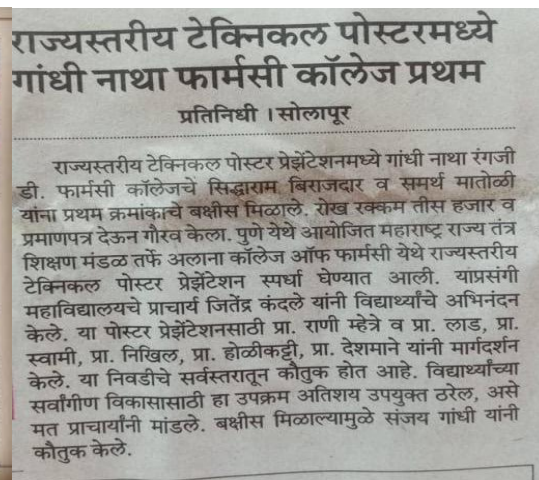 राज्यस्तरीय टेक्निकल पोस्टरमध्ये
गांधी नाथा फार्मसी कॉलेज प्रथम
प्रतिनिधी । सोलापूर
राज्यस्तरीय टेक्निकल पोस्टर प्रेझेंटेशनमध्ये गांधी नाथा रंगजी
डी. फार्मसी कॉलेजचे सिद्धाराम बिराजदार व समर्थ मातोळी
यांना प्रथम क्रमांकाचे बक्षीस मिळाले. रोख रक्कम तीस हजार व
प्रमाणपत्र देऊन गौरव केला. पुणे येथे आयोजित महाराष्ट्र राज्य तंत्र
शिक्षण मंडळ तर्फे अलाना कॉलेज ऑफ फार्मसी येथे राज्यस्तरीय
टेक्निकल पोस्टर प्रेझेंटेशन स्पर्धा घेण्यात आली. याप्रसंगी
महाविद्यालयचे प्राचार्य जितेंद्र कंदले यांनी विद्यार्थ्यांचे अभिनंदन
केले. या पोस्टर प्रेझेंटेशनसाठी प्रा. राणी म्हेत्रे व प्रा. लाड, प्रा.
स्वामी, प्रा. निखिल, प्रा. होळीकट्टी, प्रा. देशमाने यांनी मार्गदर्शन
केले. या निवडीचे सर्वस्तरातून कौतुक होत आहे. विद्यार्थ्यांच्या
सर्वांगीण विकासासाठी हा उपक्रम अतिशय उपयुक्त ठरेल, असे
मत प्राचार्यांनी मांडले. बक्षीस मिळाल्यामुळे संजय गांधी यांनी
कौतुक केले.